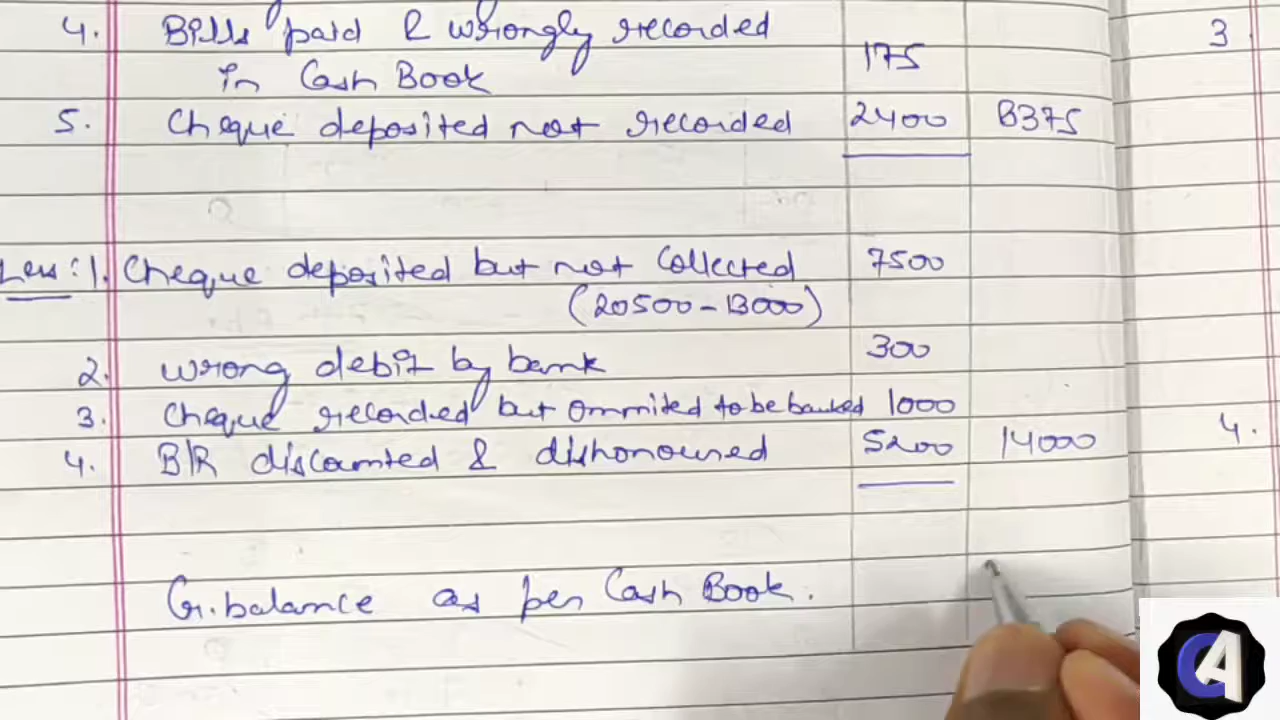 4. Bills paid & wrongly recorded 3.
in Cash Book 175
5. Cheque deposited not recorded 2400 8375
Less: 1. Cheque deposited but not collected 7500
(20500-13000)
2. wrong debit by bank 300
3. Cheque recorded but ommited to be banked 1000
4. B/R discounted & dishonoured 5200 14000 4.
Cr. balance as per Cash Book.
CA